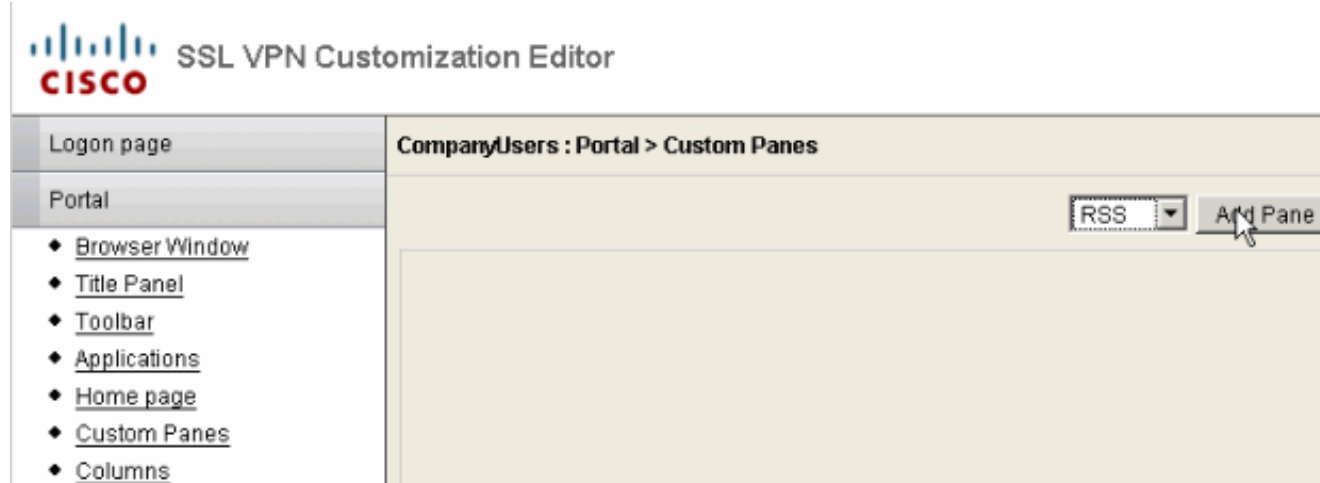 CISCO
SSL VPN Customization Editor
Logon page
Portal
Browser Window
Title Panel
Toolbar
Applications
Home page
Custom Panes
Columns
CompanyUsers : Portal > Custom Panes
RSS
Add Pane